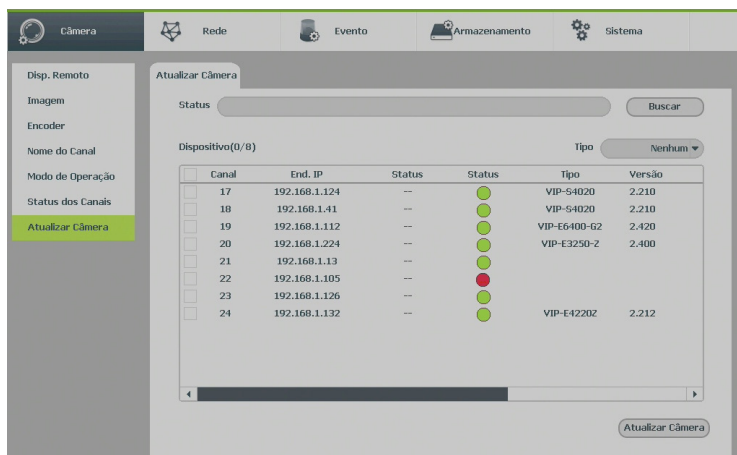 Câmera Rede Evento Armazenamento Sistema
Disp. Remoto
Imagem
Encoder
Nome do Canal
Modo de Operação
Status dos Canais
Atualizar Câmera
Atualizar Câmera
Status Buscar
Dispositivo(0/8) Tipo Nenhum
Canal End. IP Status Status Tipo Versão
17 192.168.1.124 -- VIP-S4020 2.210
18 192.168.1.41 -- VIP-S4020 2.210
19 192.168.1.112 -- VIP-E6400-G2 2.420
20 192.168.1.224 -- VIP-E3250-Z 2.400
21 192.168.1.13 --
22 192.168.1.105 --
23 192.168.1.126 --
24 192.168.1.132 -- VIP-E4220Z 2.212
Atualizar Câmera